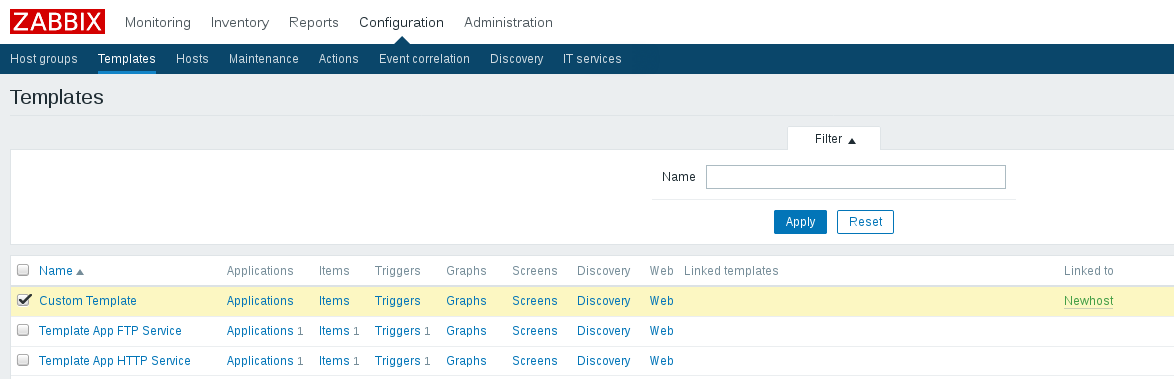 ZABBIX Monitoring Inventory Reports Configuration Administration
Host groups Templates Hosts Maintenance Actions Event correlation Discovery IT services
Templates
Filter
Name
Apply Reset
Name Applications Items Triggers Graphs Screens Discovery Web Linked templates Linked to
Custom Template Applications Items Triggers Graphs Screens Discovery Web Newhost
Template App FTP Service Applications 1 Items 1 Triggers 1 Graphs Screens Discovery Web
Template App HTTP Service Applications 1 Items 1 Triggers 1 Graphs Screens Discovery Web